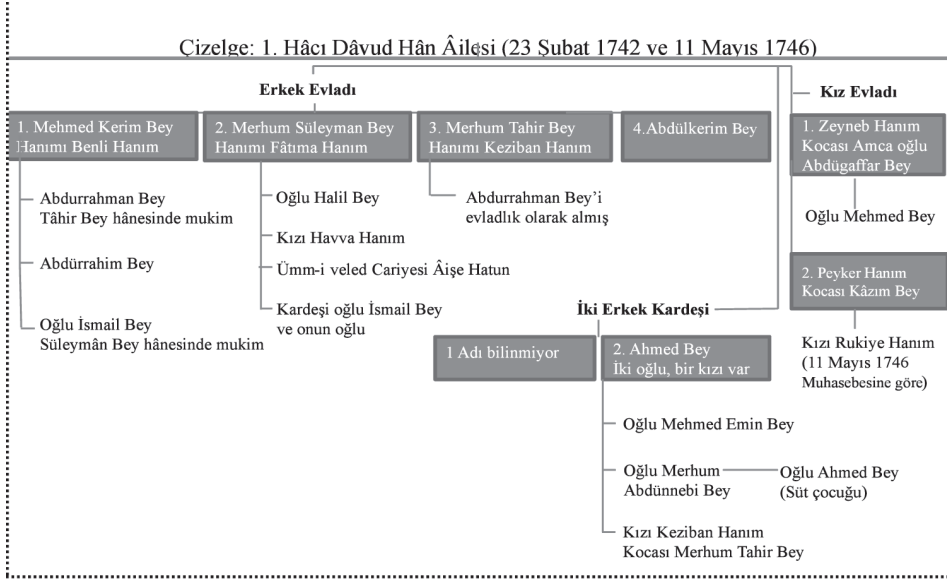 Çizelge: 1. Hâcı Dâvud Hân Âilesi (23 Şubat 1742 ve 11 Mayıs 1746)
Erkek Evladı
1. Mehmed Kerim Bey
Hanımı Benli Hanım
Abdurrahman Bey
Tâhir Bey hânesinde mukim
Abdürrahim Bey
Oğlu İsmail Bey
Süleymân Bey hânesinde mukim
2. Merhum Süleyman Bey
Hanımı Fâtıma Hanım
Oğlu Halil Bey
Kızı Havva Hanım
Ümm-i veled Cariyesi Âişe Hatun
Kardeşi oğlu İsmail Bey
ve onun oğlu
3. Merhum Tahir Bey
Hanımı Keziban Hanım
Abdurrahman Bey’i
evladlık olarak almış
4.Abdülkerim Bey
Kız Evladı
1. Zeyneb Hanım
Kocası Amca oğlu
Abdügaffar Bey
Oğlu Mehmed Bey
2. Peyker Hanım
Kocası Kâzım Bey
Kızı Rukiye Hanım
(11 Mayıs 1746
Muhasebesine göre)
İki Erkek Kardeşi
1 Adı bilinmiyor
2. Ahmed Bey
İki oğlu, bir kızı var
Oğlu Mehmed Emin Bey
Oğlu Merhum
Abdünnebi Bey
Oğlu Ahmed Bey
(Süt çocuğu)
Kızı Keziban Hanım
Kocası Merhum Tahir Bey